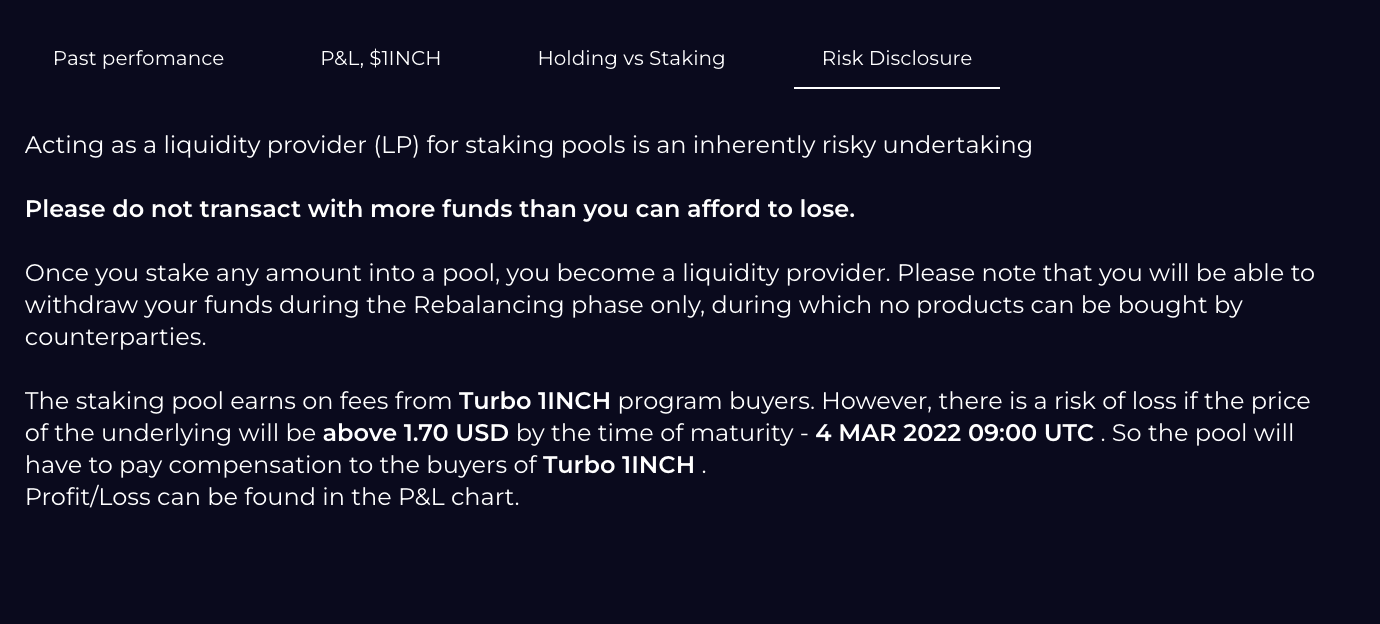 Past perfomance
P&L, $1INCH
Holding vs Staking
Risk Disclosure
Acting as a liquidity provider (LP) for staking pools is an inherently risky undertaking
Please do not transact with more funds than you can afford to lose.
Once you stake any amount into a pool, you become a liquidity provider. Please note that you will be able to
withdraw your funds during the Rebalancing phase only, during which no products can be bought by
counterparties.
The staking pool earns on fees from Turbo 1INCH program buyers. However, there is a risk of loss if the price
of the underlying will be above 1.70 USD by the time of maturity - 4 MAR 2022 09:00 UTC . So the pool will
have to pay compensation to the buyers of Turbo 1INCH .
Profit/Loss can be found in the P&L chart.